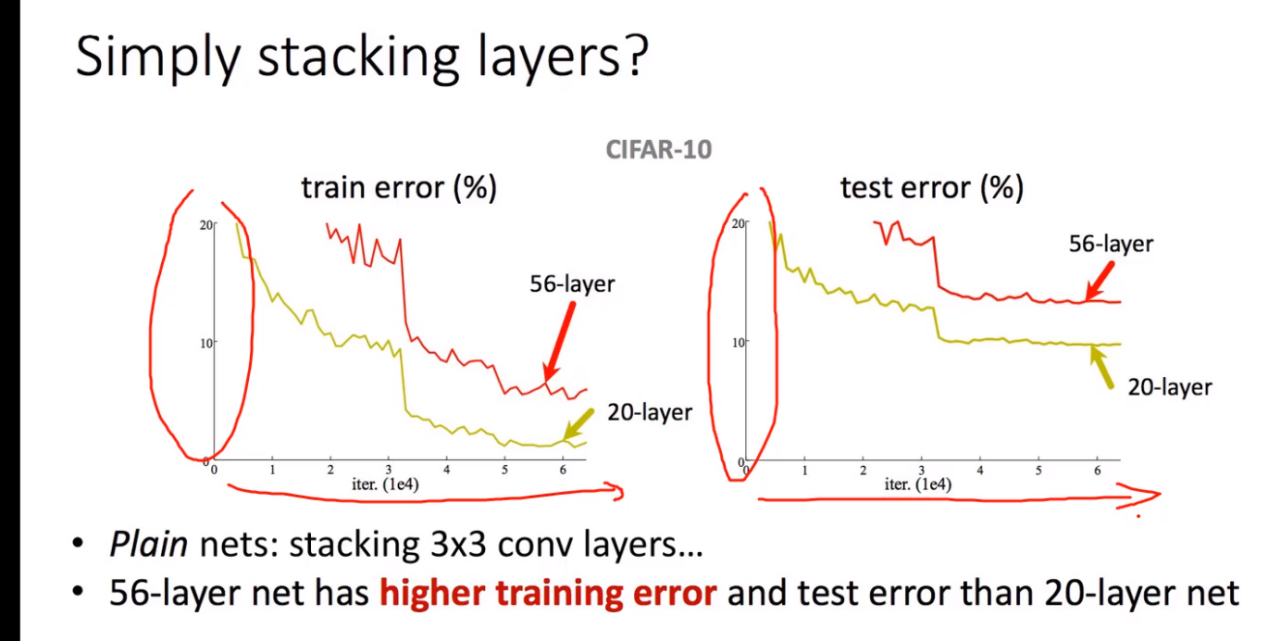 Simply stacking layers?
CIFAR-10
train error (%)
20
10
0
0 1 2 3 4 5 6
iter. (1e4)
56-layer
20-layer
test error (%)
20
10
0
0 1 2 3 4 5 6
iter. (1e4)
56-layer
20-layer
• Plain nets: stacking 3x3 conv layers...
• 56-layer net has higher training error and test error than 20-layer net